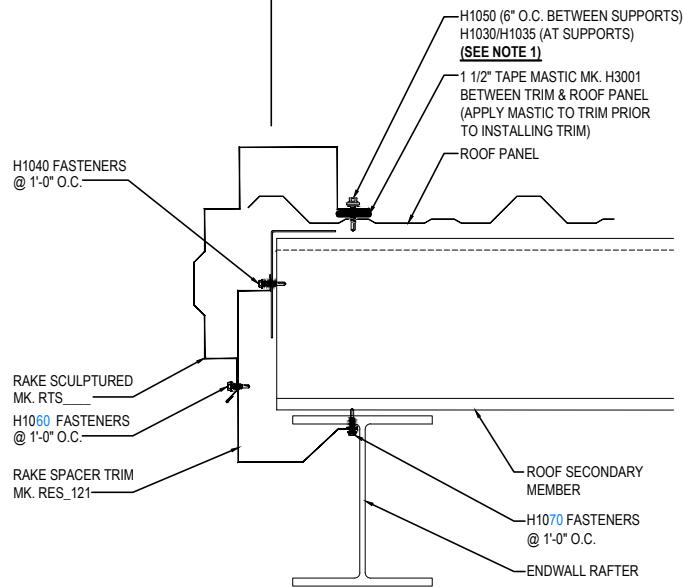 H1050 (6" O.C. BETWEEN SUPPORTS)
H1030/H1035 (AT SUPPORTS)
(SEE NOTE 1)
1 1/2" TAPE MASTIC MK. H3001
BETWEEN TRIM & ROOF PANEL
(APPLY MASTIC TO TRIM PRIOR
TO INSTALLING TRIM)
ROOF PANEL
H1040 FASTENERS
@ 1'-0" O.C.
RAKE SCULPTURED
MK. RTS____
H1060 FASTENERS
@ 1'-0" O.C.
RAKE SPACER TRIM
MK. RES_121
ROOF SECONDARY
MEMBER
H1070 FASTENERS
@ 1'-0" O.C.
ENDWALL RAFTER